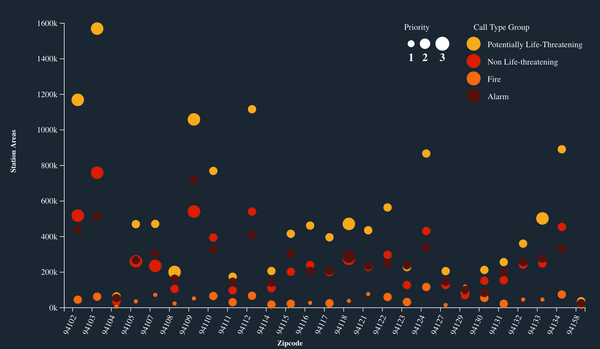 Priority
1 2 3
Call Type Group
Potentially Life-Threatening
Non Life-threatening
Fire
Alarm
Station Areas
1600k
1400k
1200k
1000k
800k
600k
400k
200k
0k
94102 94103 94104 94105 94107 94108 94109 94110 94111 94112 94114 94115 94116 94117 94118 94121 94122 94123 94124 94127 94129 94130 94131 94132 94133 94134 94158
Zipcode